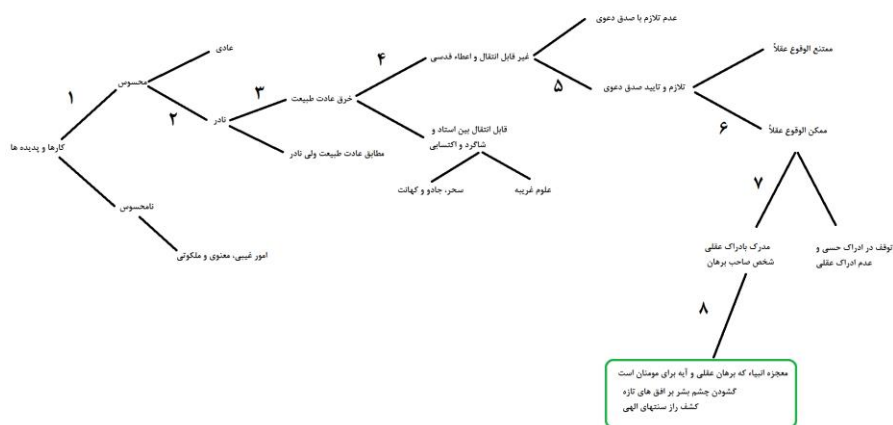 عدم تلازم با صدق دعوی
عادی
ممتنع الوقوع عقلاً
۴
غیر قابل انتقال و اعطاء قدسی
محسوس
۵
۱
۳
تلازم و تایید صدق دعوی
خرق عادت طبیعت
۲
نادر
۶
ممکن الوقوع عقلاً
قابل انتقال بین استاد و
شاگرد و اکتسابی
کارها و پدیده ها
مطابق عادت طبیعت ولی نادر
۷
علوم غریبه
سحر، جادو و کهانت
نامحسوس
توقف در ادراک حسی و
عدم ادراک عقلی
مدرک بادراک عقلی
شخص صاحب برهان
امور غیبی، معنوی و ملکوتی
۸
معجزه انبیاء که برهان عقلی و آیه برای مومنان است
گشودن چشم بشر بر افق های تازه
کشف راز سنتهای الهی